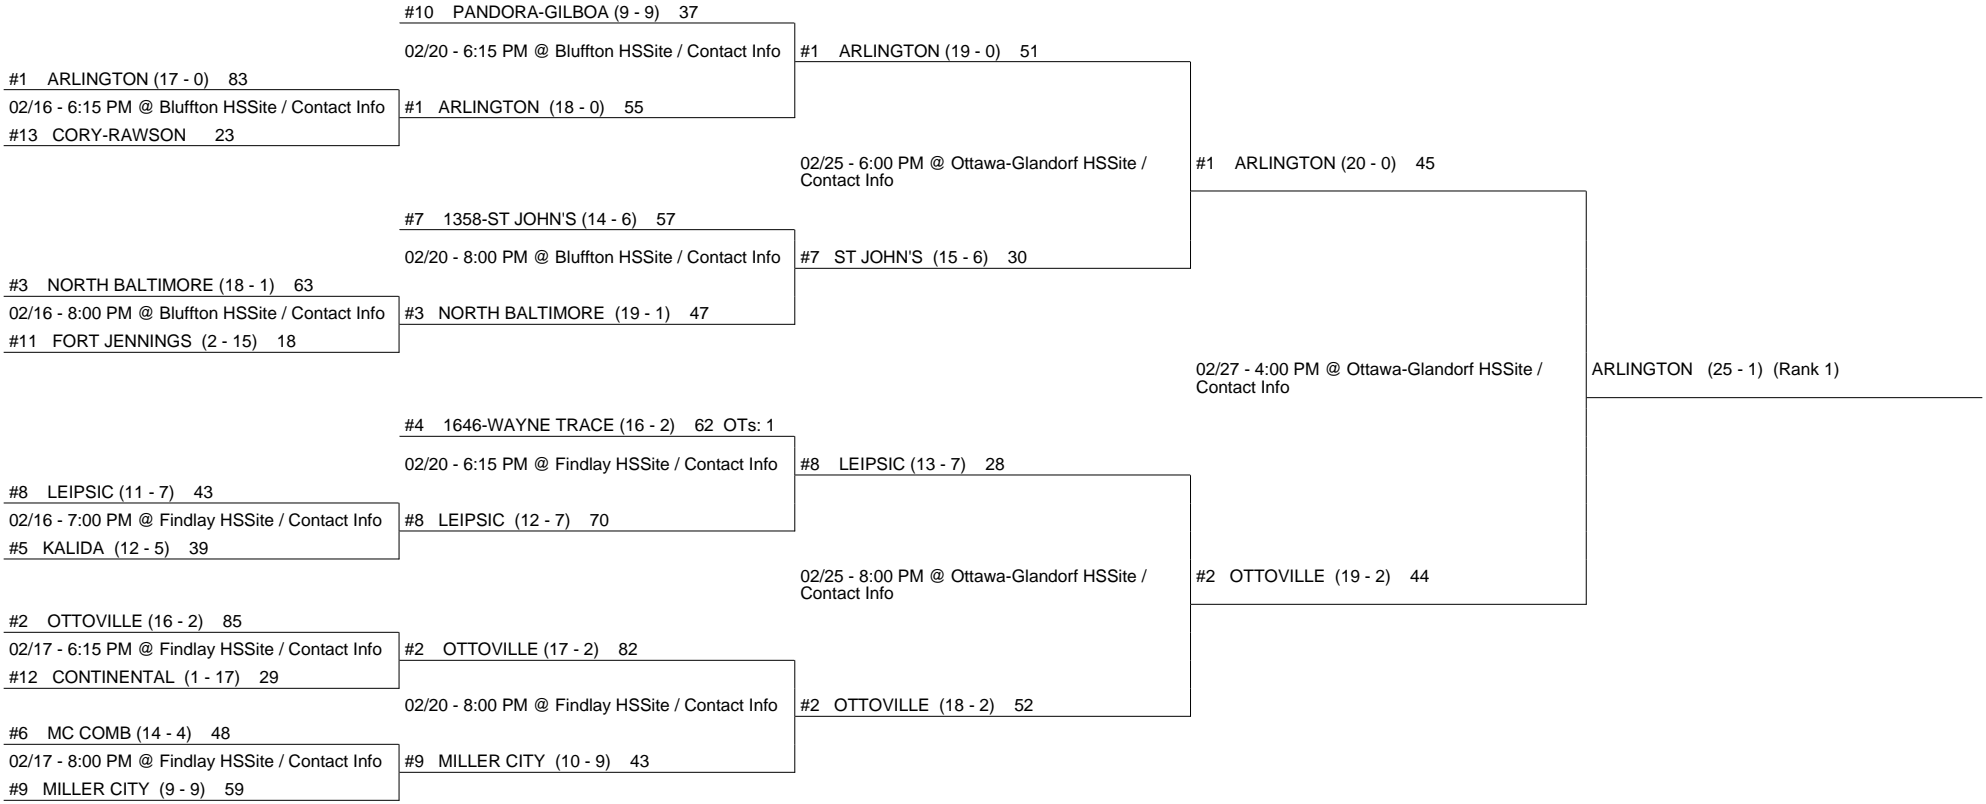 #10 PANDORA-GILBOA (9 - 9) 37
02/20 - 6:15 PM @ Bluffton HSSite / Contact Info
#1 ARLINGTON (19 - 0) 51
#1 ARLINGTON (17 - 0) 83
02/16 - 6:15 PM @ Bluffton HSSite / Contact Info
#1 ARLINGTON (18 - 0) 55
#13 CORY-RAWSON 23
02/25 - 6:00 PM @ Ottawa-Glandorf HSSite /
Contact Info
#1 ARLINGTON (20 - 0) 45
#7 1358-ST JOHN'S (14 - 6) 57
02/20 - 8:00 PM @ Bluffton HSSite / Contact Info
#7 ST JOHN'S (15 - 6) 30
#3 NORTH BALTIMORE (18 - 1) 63
02/16 - 8:00 PM @ Bluffton HSSite / Contact Info
#3 NORTH BALTIMORE (19 - 1) 47
#11 FORT JENNINGS (2 - 15) 18
02/27 - 4:00 PM @ Ottawa-Glandorf HSSite /
Contact Info
ARLINGTON (25 - 1) (Rank 1)
#4 1646-WAYNE TRACE (16 - 2) 62 OTs: 1
02/20 - 6:15 PM @ Findlay HSSite / Contact Info
#8 LEIPSIC (13 - 7) 28
#8 LEIPSIC (11 - 7) 43
02/16 - 7:00 PM @ Findlay HSSite / Contact Info
#8 LEIPSIC (12 - 7) 70
#5 KALIDA (12 - 5) 39
02/25 - 8:00 PM @ Ottawa-Glandorf HSSite /
Contact Info
#2 OTTOVILLE (19 - 2) 44
#2 OTTOVILLE (16 - 2) 85
02/17 - 6:15 PM @ Findlay HSSite / Contact Info
#2 OTTOVILLE (17 - 2) 82
#12 CONTINENTAL (1 - 17) 29
02/20 - 8:00 PM @ Findlay HSSite / Contact Info
#2 OTTOVILLE (18 - 2) 52
#6 MC COMB (14 - 4) 48
02/17 - 8:00 PM @ Findlay HSSite / Contact Info
#9 MILLER CITY (10 - 9) 43
#9 MILLER CITY (9 - 9) 59